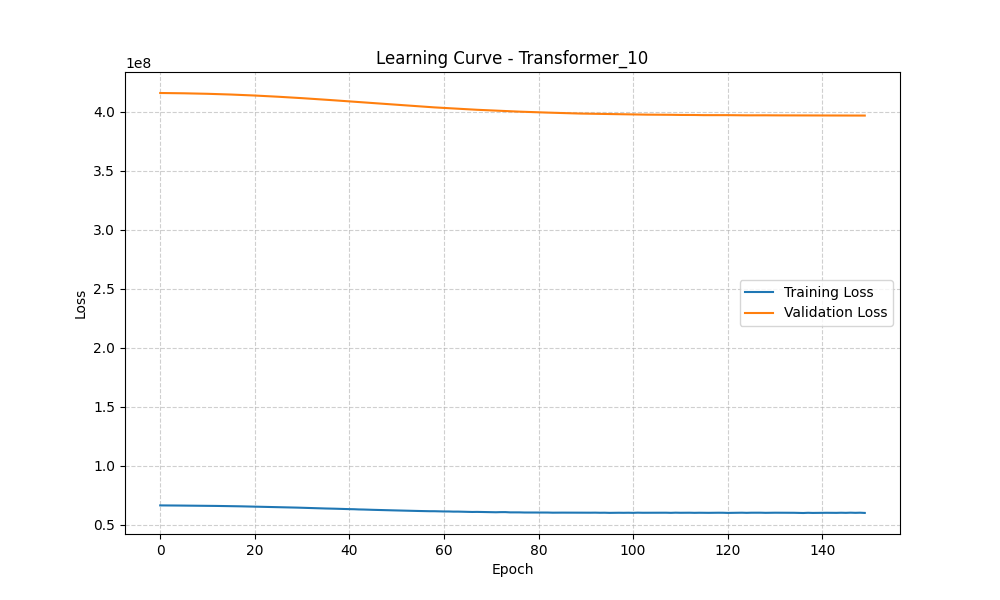 Learning Curve - Transformer_10
1e8
4.0
3.5
3.0
2.5
2.0
1.5
1.0
0.5
Loss
Training Loss
Validation Loss
0 20 40 60 80 100 120 140
Epoch